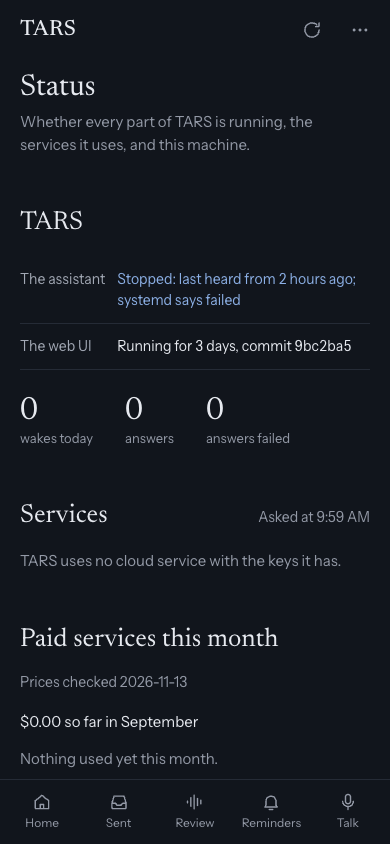 TARS
Status
Whether every part of TARS is running, the
services it uses, and this machine.
TARS
The assistant
Stopped: last heard from 2 hours ago;
systemd says failed
The web UI
Running for 3 days, commit 9bc2ba5
0
0
0
wakes today
answers
answers failed
Services
Asked at 9:59 AM
TARS uses no cloud service with the keys it has.
Paid services this month
Prices checked 2026-11-13
$0.00 so far in September
Nothing used yet this month.
Home
Sent
Review
Reminders
Talk